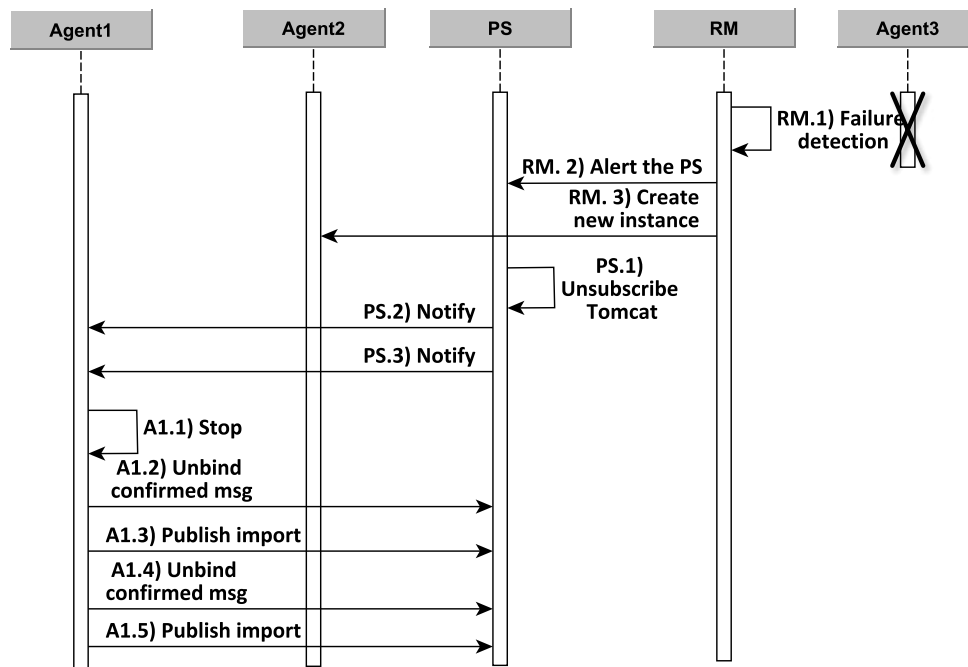 Agent1
Agent2
PS
RM
Agent3
RM.1) Failure
detection
RM. 2) Alert the PS
RM. 3) Create
new instance
PS.1)
Unsubscribe
Tomcat
PS.2) Notify
PS.3) Notify
A1.1) Stop
A1.2) Unbind
confirmed msg
A1.3) Publish import
A1.4) Unbind
confirmed msg
A1.5) Publish import